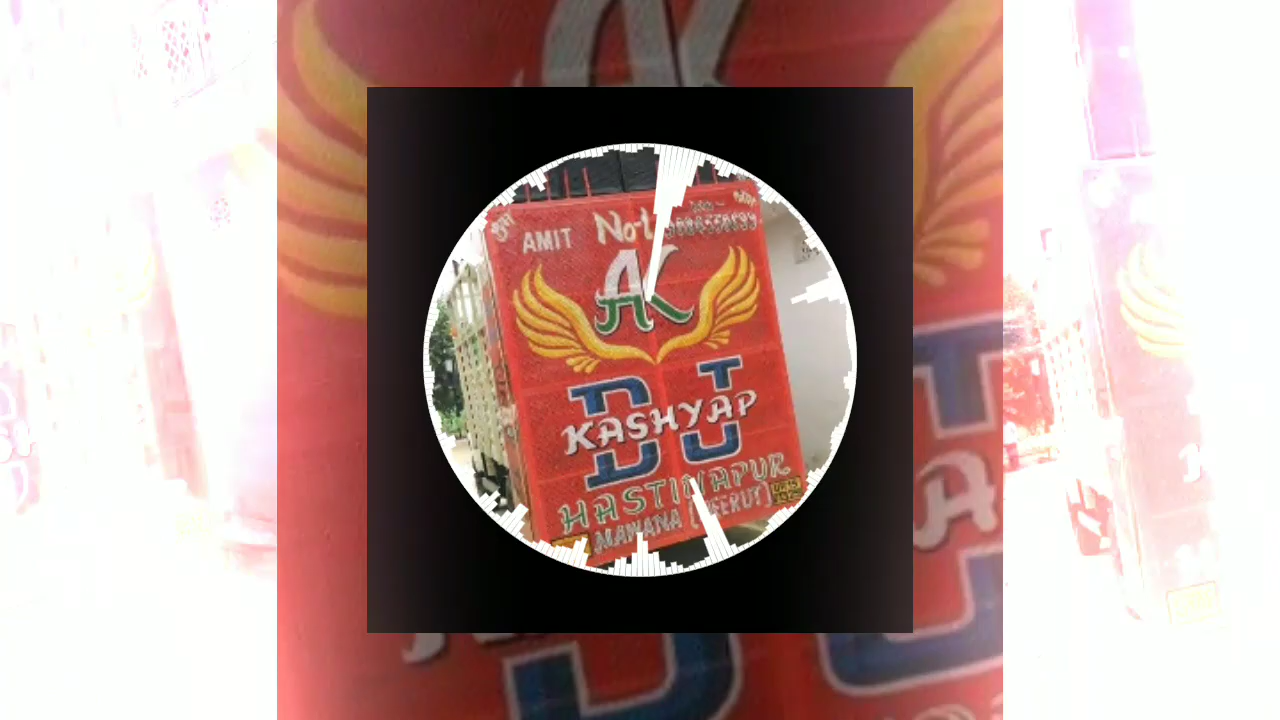 AMIT No-1
AK
DJ
KASHYAP
HASTINAPUR
MAWANA [MEERUT]